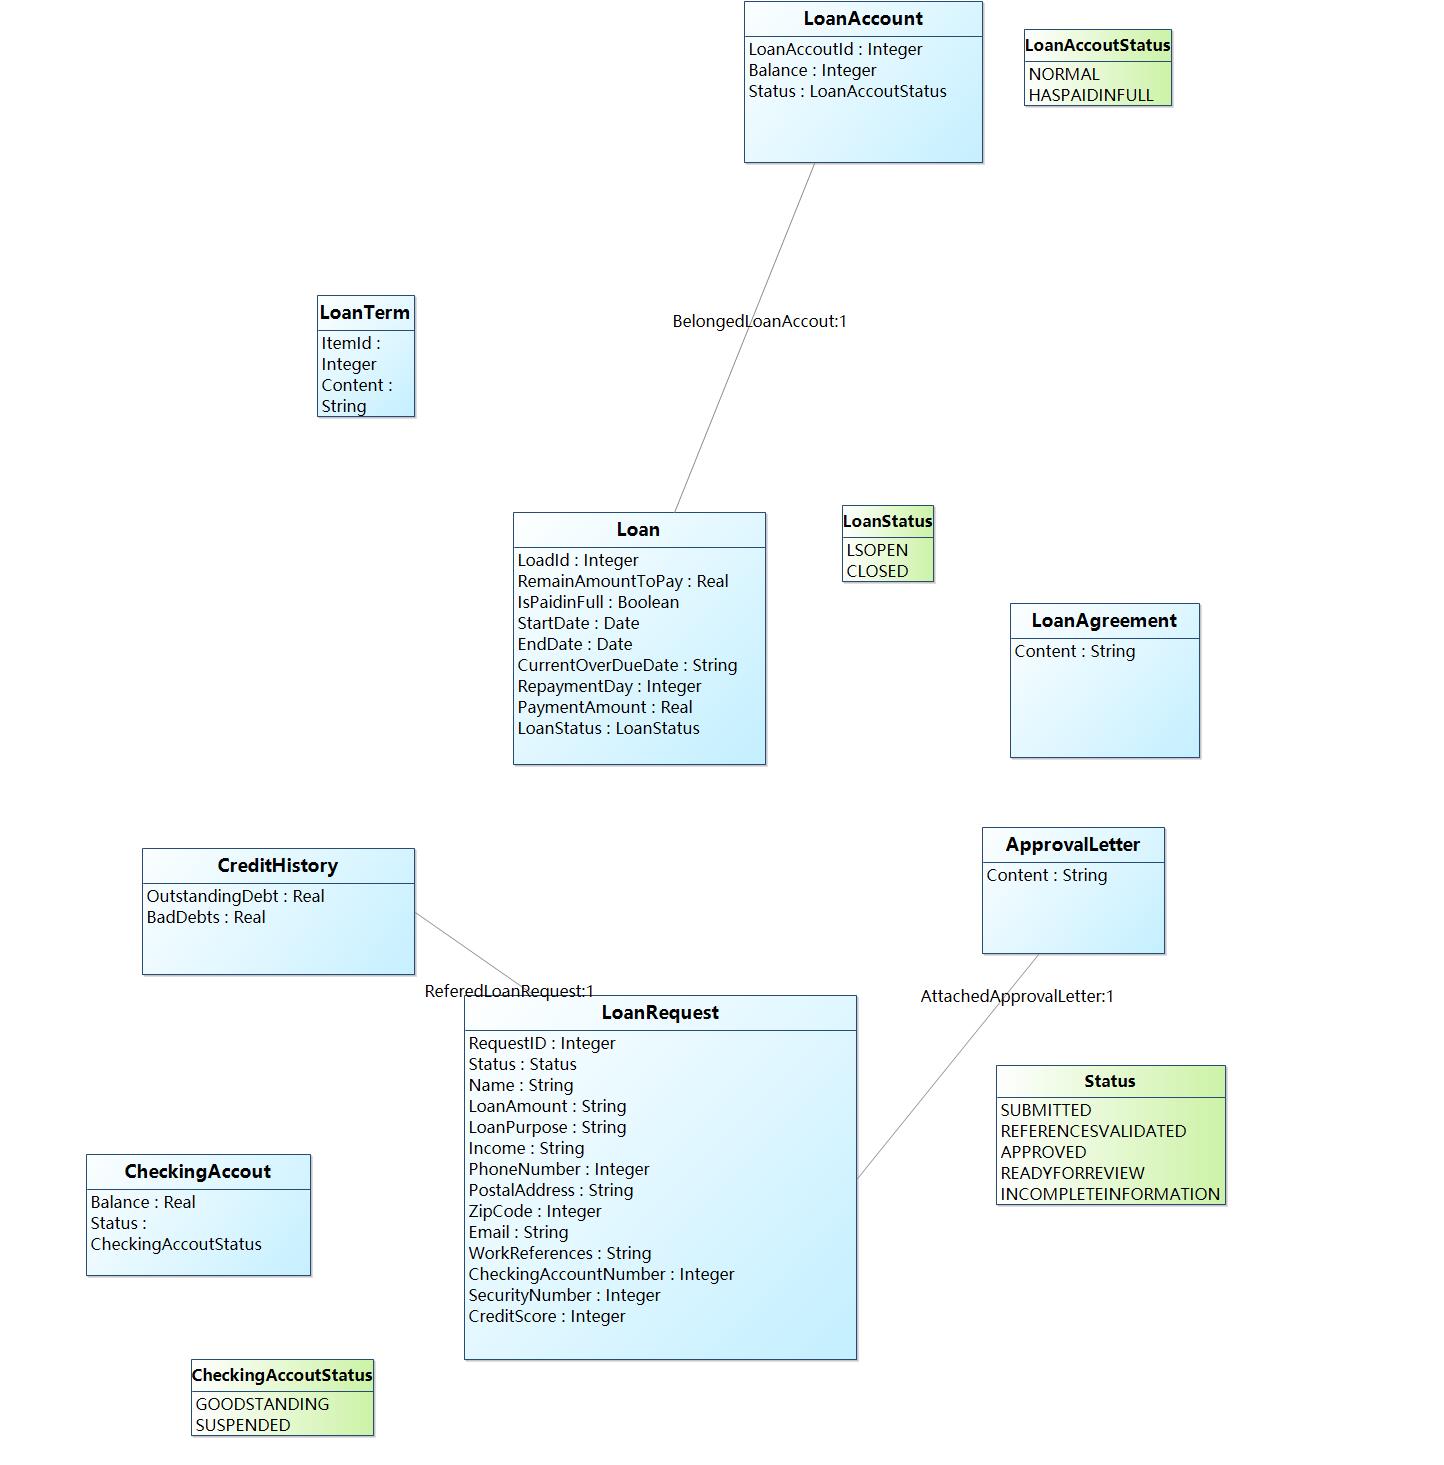 LoanAccount
LoanAccoutId : Integer
Balance : Integer
Status : LoanAccoutStatus
LoanAccoutStatus
NORMAL
HASPAIDINFULL
BelongedLoanAccout:1
LoanTerm
ItemId :
Integer
Content :
String
Loan
LoadId : Integer
RemainAmountToPay : Real
IsPaidinFull : Boolean
StartDate : Date
EndDate : Date
CurrentOverDueDate : String
RepaymentDay : Integer
PaymentAmount : Real
LoanStatus : LoanStatus
LoanStatus
LSOPEN
CLOSED
LoanAgreement
Content : String
CreditHistory
OutstandingDebt : Real
BadDebts : Real
ApprovalLetter
Content : String
ReferedLoanRequest:1
AttachedApprovalLetter:1
LoanRequest
RequestID : Integer
Status : Status
Name : String
LoanAmount : String
LoanPurpose : String
Income : String
PhoneNumber : Integer
PostalAddress : String
ZipCode : Integer
Email : String
WorkReferences : String
CheckingAccountNumber : Integer
SecurityNumber : Integer
CreditScore : Integer
Status
SUBMITTED
REFERENCESVALIDATED
APPROVED
READYFORREVIEW
INCOMPLETEINFORMATION
CheckingAccout
Balance : Real
Status :
CheckingAccoutStatus
CheckingAccoutStatus
GOODSTANDING
SUSPENDED